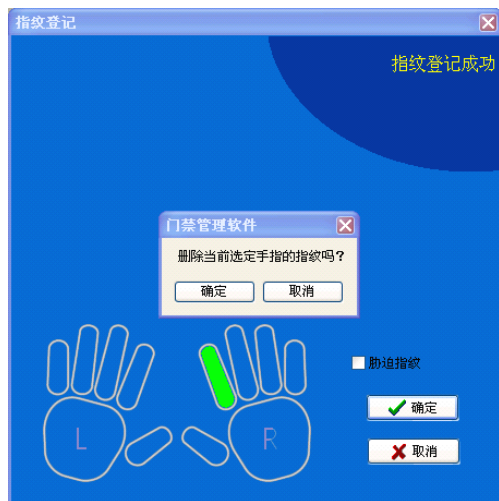 指纹登记
指纹登记成功
门禁管理软件
删除当前选定手指的指纹吗？
确定 取消
胁迫指纹
L R
确定
取消